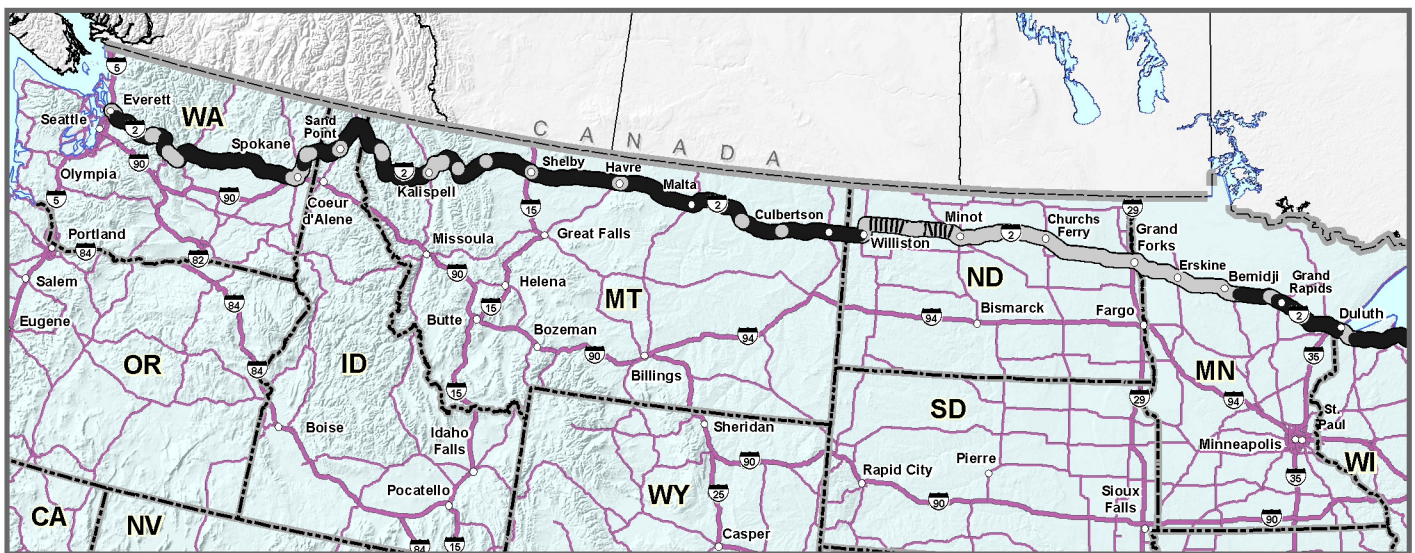 CANADA
5
Everett
WA
Seattle
2
Sand
Point
Spokane
90
Olympia
90
5
Coeur
d'Alene
2
Kalispell
Shelby
Havre
Malta
2
Culbertson
15
Great Falls
Williston
Minot
2
Churchs
Ferry
29
Grand
Forks
Erskine
Bemidji
Grand
Rapids
2
Duluth
Portland
84
82
Missoula
90
Salem
84
Helena
MT
ND
15
Butte
Bozeman
Eugene
94
94
Bismarck
Fargo
35
OR
ID
84
90
Billings
15
MN
94
SD
29
Boise
Idaho
Falls
Sheridan
St.
Paul
Minneapolis
90
Rapid City
Pierre
WI
Pocatello
WY
25
90
Sioux
Falls
35
90
CA
NV
84
15
Casper